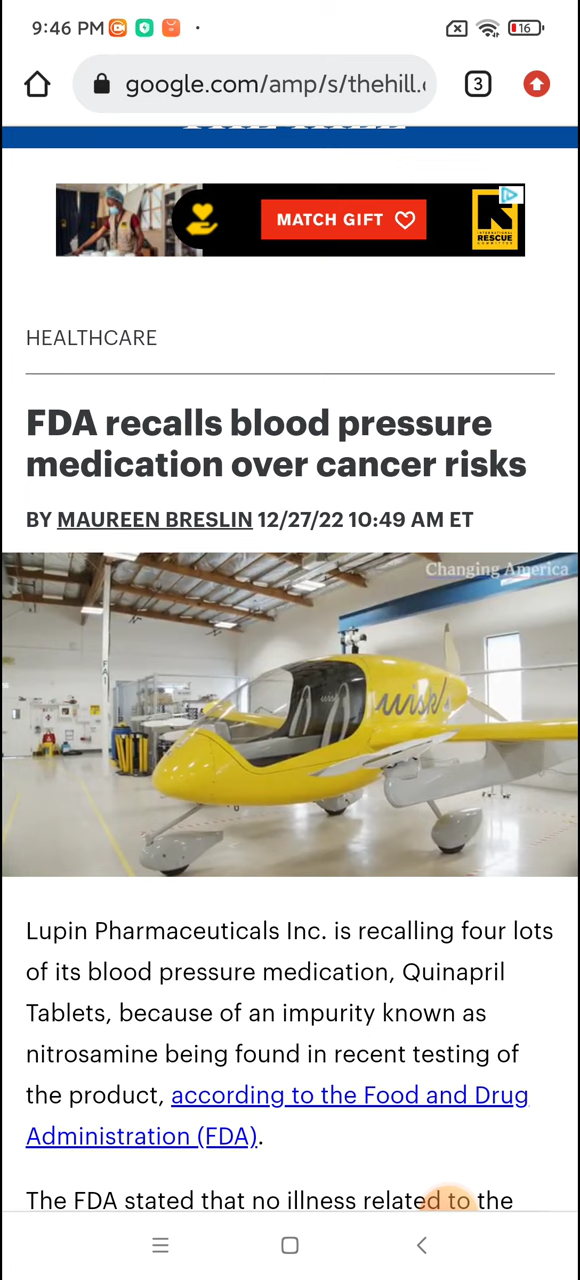 9:46 PM
16
google.com/amp/s/thehill.
3
MATCH GIFT
INTERNATIONAL
RESCUE
COMMITTEE
HEALTHCARE
FDA recalls blood pressure
medication over cancer risks
BY MAUREEN BRESLIN 12/27/22 10:49 AM ET
Changing America
wisk
Lupin Pharmaceuticals Inc. is recalling four lots
of its blood pressure medication, Quinapril
Tablets, because of an impurity known as
nitrosamine being found in recent testing of
the product, according to the Food and Drug
Administration (FDA).
The FDA stated that no illness related to the